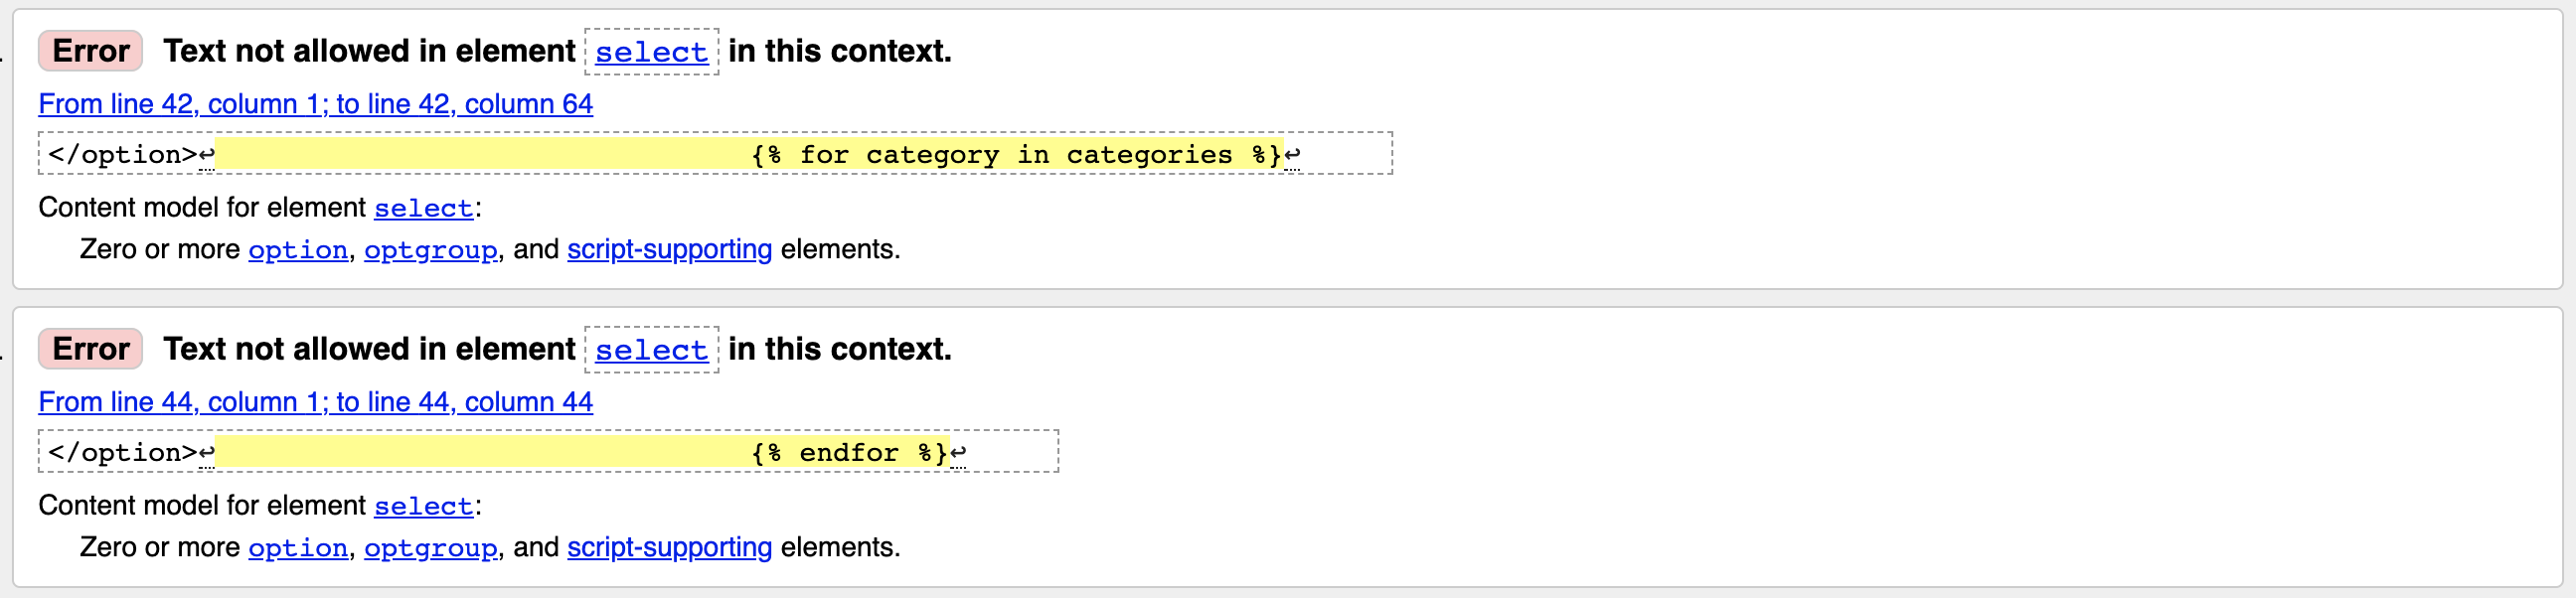 Error Text not allowed in element select in this context.
From line 42, column 1; to line 42, column 64
</option>↩ {% for category in categories %}↩
Content model for element select:
Zero or more option, optgroup, and script-supporting elements.
Error Text not allowed in element select in this context.
From line 44, column 1; to line 44, column 44
</option>↩ {% endfor %}↩
Content model for element select:
Zero or more option, optgroup, and script-supporting elements.